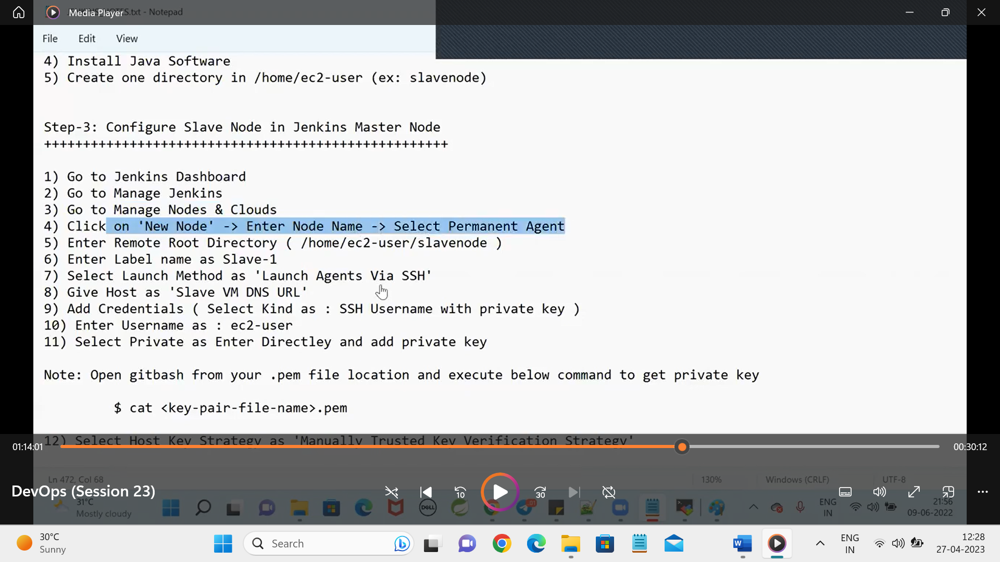 .txt - Notepad
Media Player
File Edit View
4) Install Java Software
5) Create one directory in /home/ec2-user (ex: slavenode)
Step-3: Configure Slave Node in Jenkins Master Node
++++++++++++++++++++++++++++++++++++++++++++++++++++
1) Go to Jenkins Dashboard
2) Go to Manage Jenkins
3) Go to Manage Nodes & Clouds
4) Click on 'New Node' -> Enter Node Name -> Select Permanent Agent
5) Enter Remote Root Directory ( /home/ec2-user/slavenode )
6) Enter Label name as Slave-1
7) Select Launch Method as 'Launch Agents Via SSH'
8) Give Host as 'Slave VM DNS URL'
9) Add Credentials ( Select Kind as : SSH Username with private key )
10) Enter Username as : ec2-user
11) Select Private as Enter Directley and add private key
Note: Open gitbash from your .pem file location and execute below command to get private key
$ cat <key-pair-file-name>.pem
12) Select Host Key Strategy as 'Manually Trusted Key Verification Strategy'
01:14:01 00:30:12
Ln 472, Col 68 130% Windows (CRLF) UTF-8
DevOps (Session 23)
10 30
31°C
Mostly cloudy
DELL
01
ENG
IN
21:56
09-06-2022
30°C
Sunny
Search
W
ENG
IN
12:28
27-04-2023